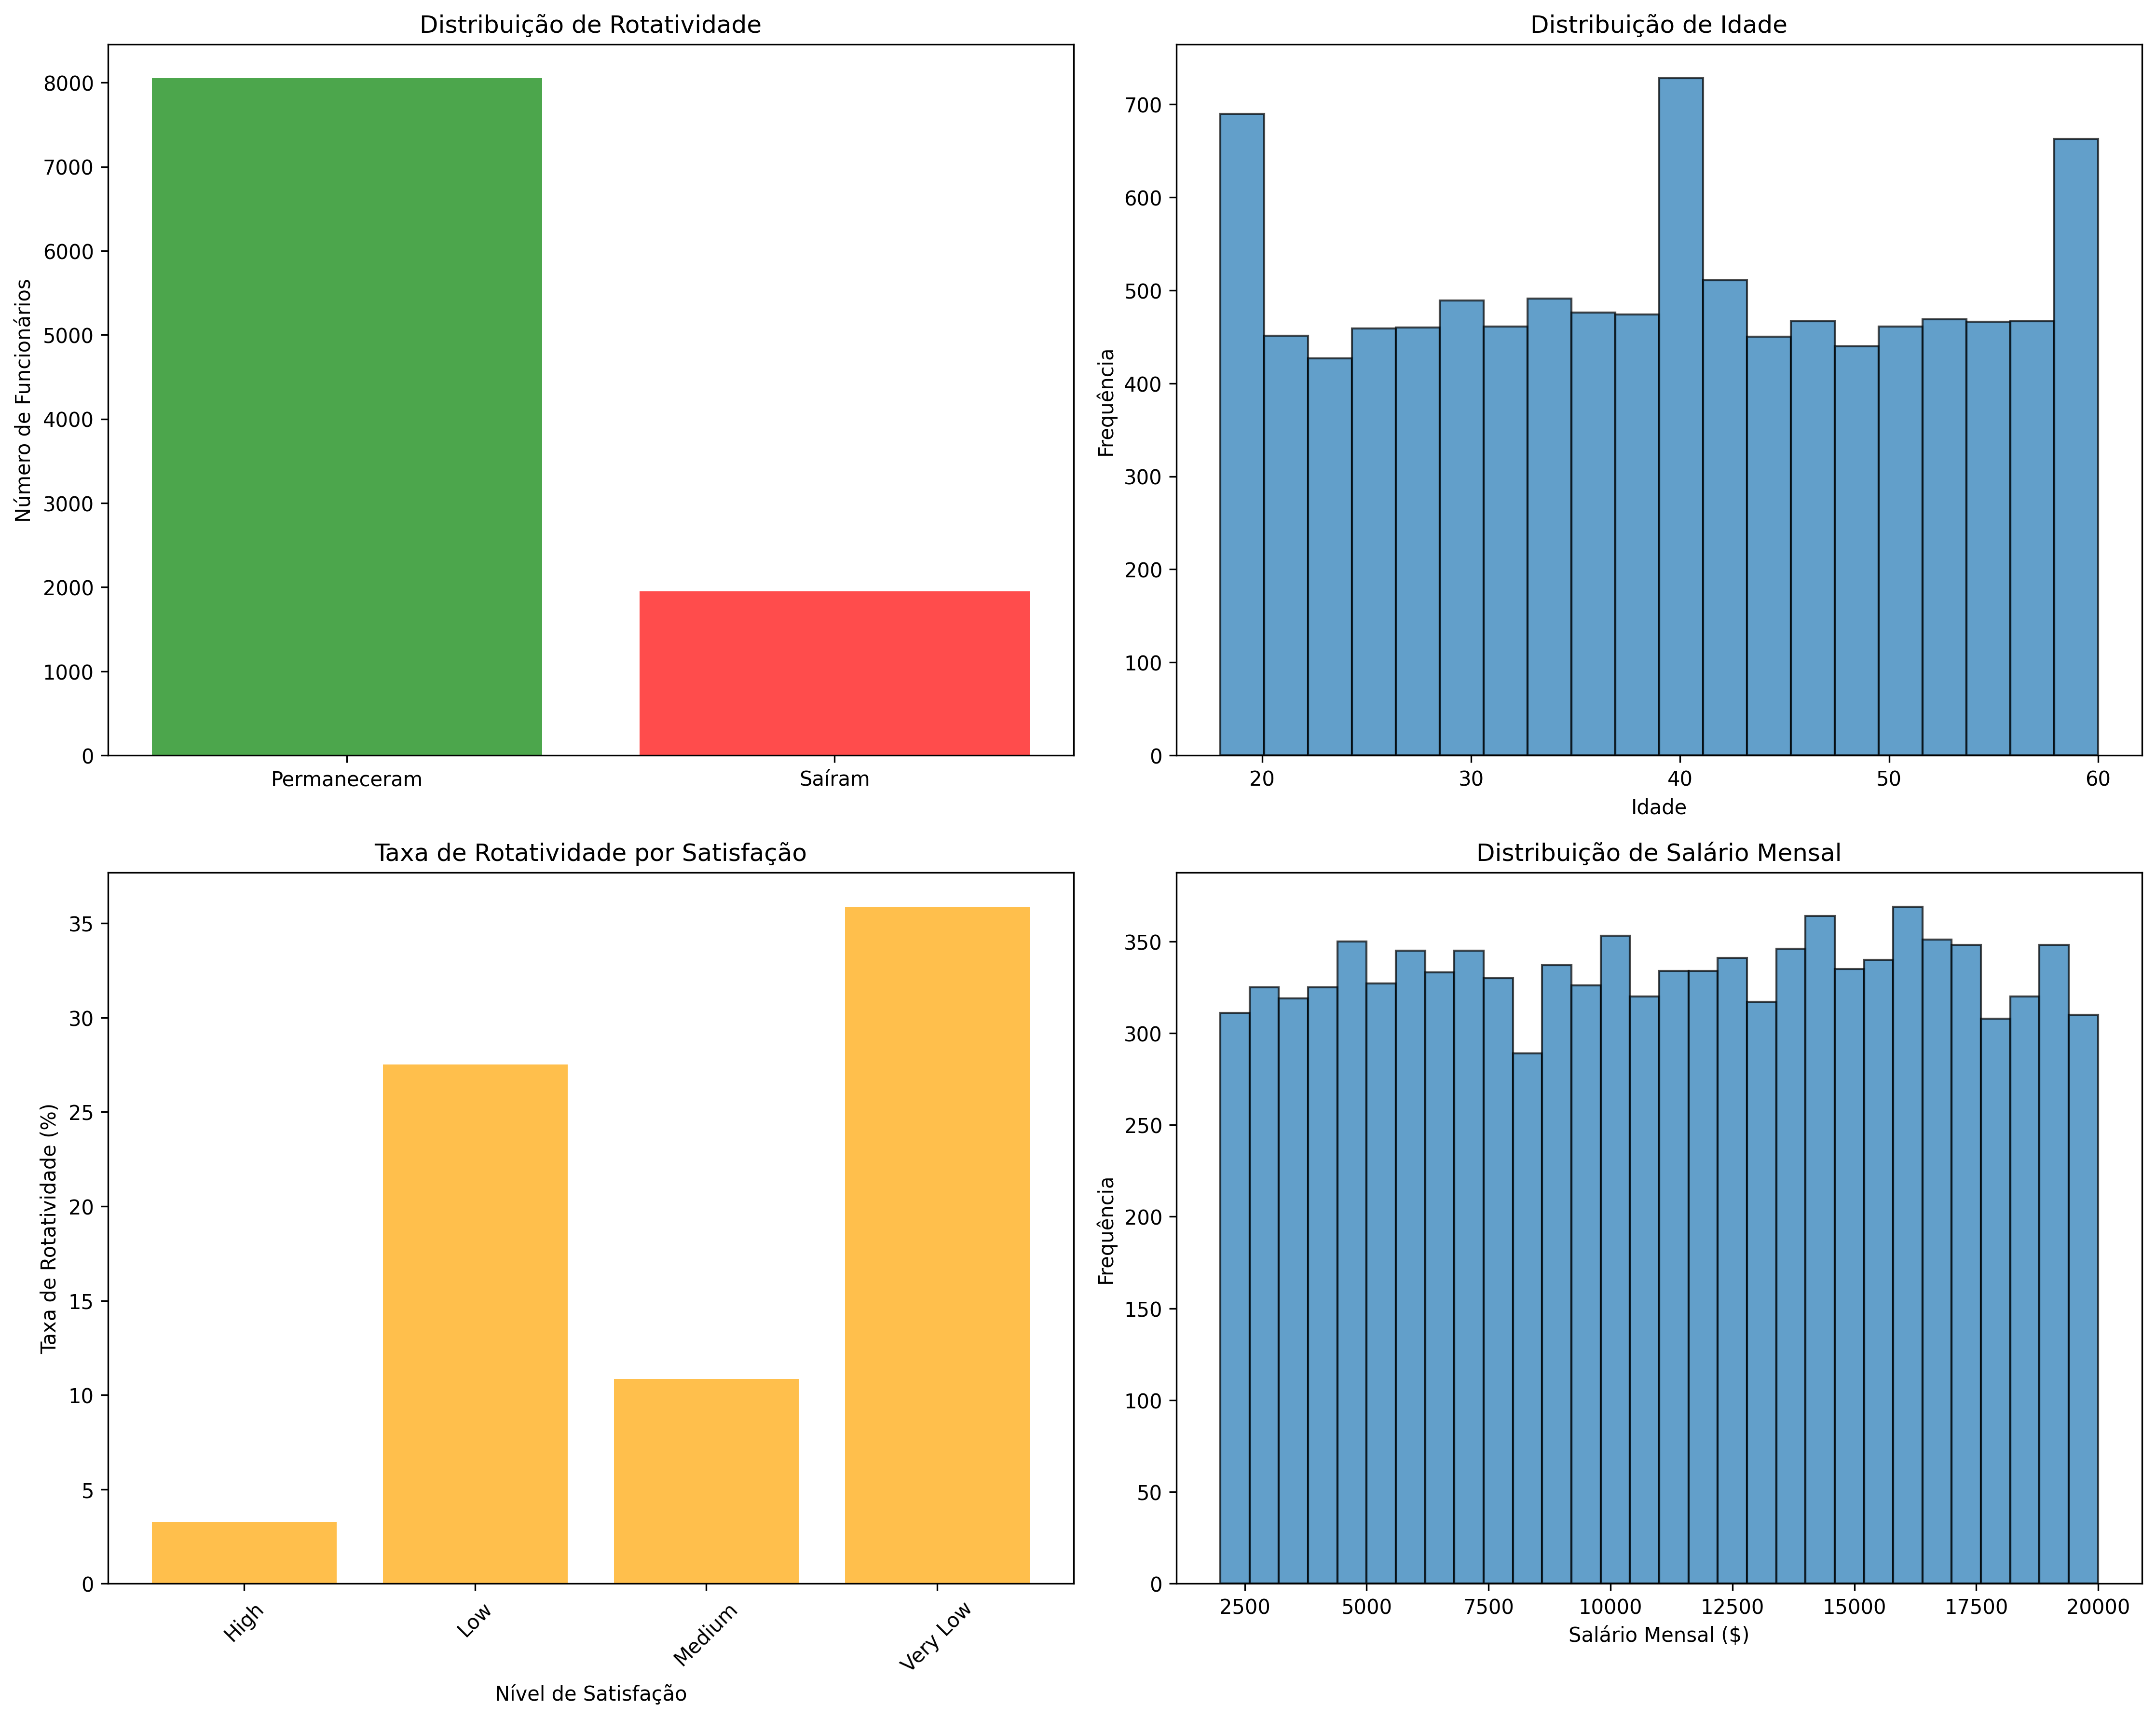 Distribuição de Rotatividade
Número de Funcionários
8000
7000
6000
5000
4000
3000
2000
1000
0
Permaneceram Saíram
Distribuição de Idade
Frequência
700
600
500
400
300
200
100
0
20 30 40 50 60
Idade
Taxa de Rotatividade por Satisfação
Taxa de Rotatividade (%)
35
30
25
20
15
10
5
0
High Low Medium Very Low
Nível de Satisfação
Distribuição de Salário Mensal
Frequência
350
300
250
200
150
100
50
0
2500 5000 7500 10000 12500 15000 17500 20000
Salário Mensal ($)